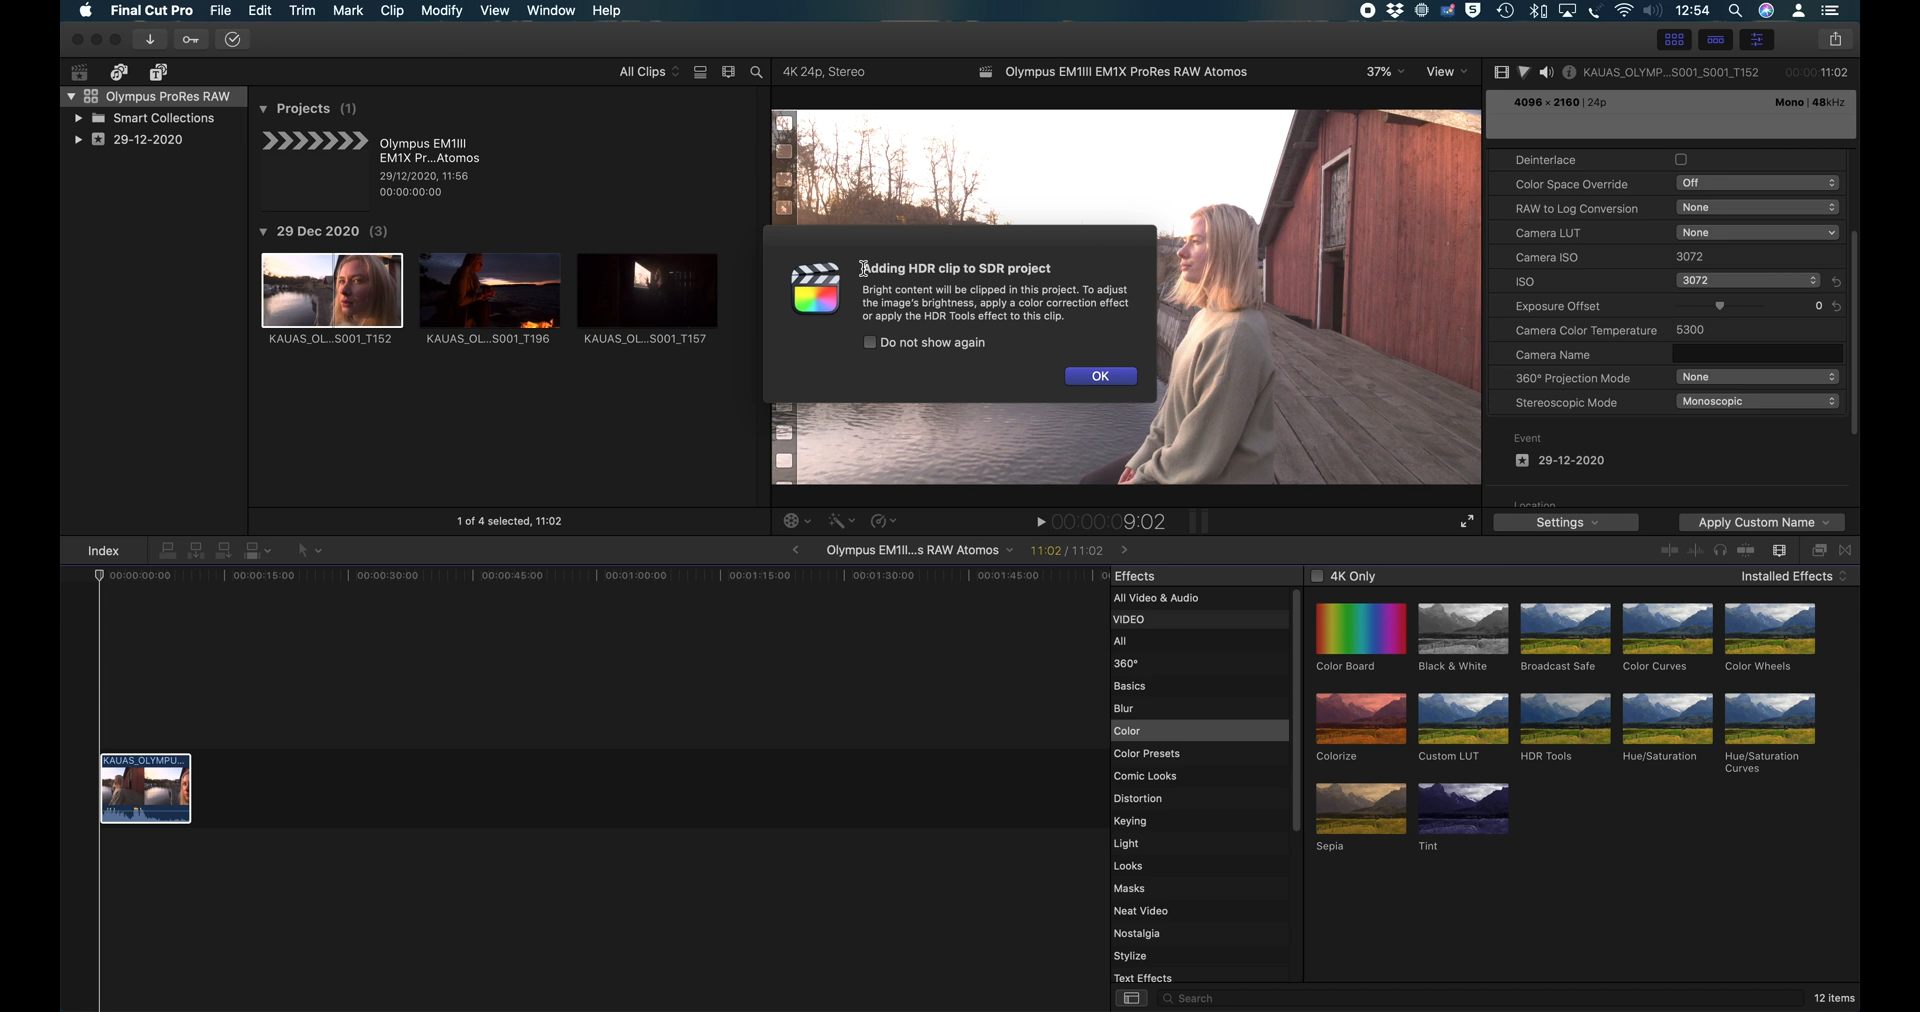 Final Cut Pro File Edit Trim Mark Clip Modify View Window Help
12:54
All Clips
4K 24p, Stereo
Olympus EM1III EM1X ProRes RAW Atomos
37%
View
KAUAS_OLYMP...S001_S001_T152
00:00:11:02
Olympus ProRes RAW
Smart Collections
29-12-2020
Projects (1)
Olympus EM1III
EM1X Pr...Atomos
29/12/2020, 11:56
00:00:00:00
29 Dec 2020 (3)
KAUAS_OL...S001_T152
KAUAS_OL...S001_T196
KAUAS_OL...S001_T157
1 of 4 selected, 11:02
Adding HDR clip to SDR project
Bright content will be clipped in this project. To adjust
the image's brightness, apply a color correction effect
or apply the HDR Tools effect to this clip.
Do not show again
OK
00:00:09:02
4096 × 2160 | 24p
Mono | 48kHz
Deinterlace
Color Space Override Off
RAW to Log Conversion None
Camera LUT None
Camera ISO 3072
ISO 3072
Exposure Offset 0
Camera Color Temperature 5300
Camera Name
360° Projection Mode None
Stereoscopic Mode Monoscopic
Event
29-12-2020
Location
Settings
Apply Custom Name
Index
Olympus EM1II...s RAW Atomos
11:02 / 11:02
00:00:00:00 00:00:15:00 00:00:30:00 00:00:45:00 00:01:00:00 00:01:15:00 00:01:30:00 00:01:45:00
KAUAS_OLYMPU...
Effects
4K Only
Installed Effects
All Video & Audio
VIDEO
All
360°
Basics
Blur
Color
Color Presets
Comic Looks
Distortion
Keying
Light
Looks
Masks
Neat Video
Nostalgia
Stylize
Text Effects
Color Board
Black & White
Broadcast Safe
Color Curves
Color Wheels
Colorize
Custom LUT
HDR Tools
Hue/Saturation
Hue/Saturation
Curves
Sepia
Tint
Search
12 items